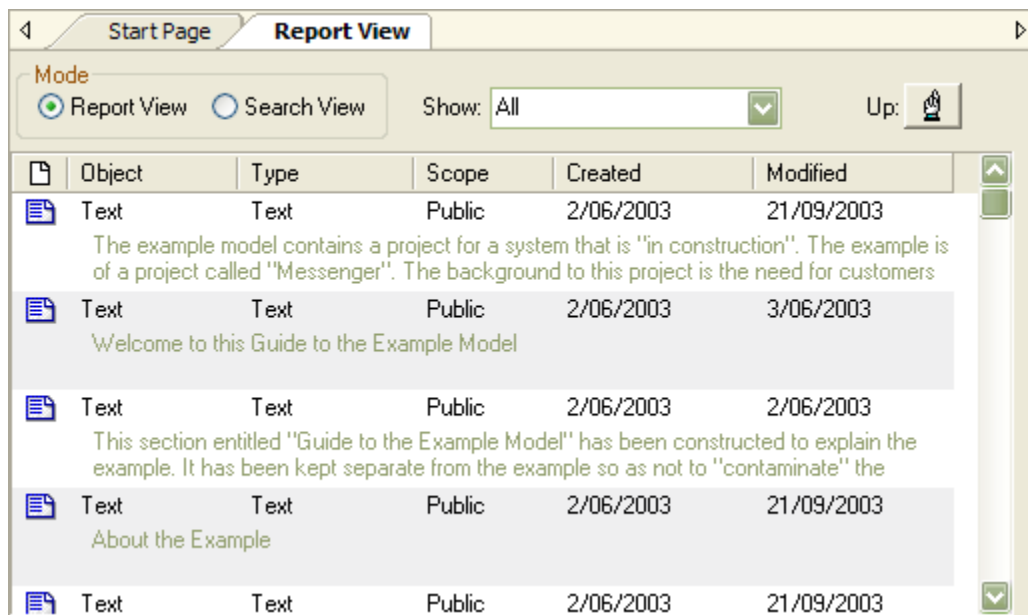 Start Page Report View
Mode
Report View Search View Show: All Up:
Object Type Scope Created Modified
Text Text Public 2/06/2003 21/09/2003
The example model contains a project for a system that is "in construction". The example is
of a project called "Messenger". The background to this project is the need for customers
Text Text Public 2/06/2003 3/06/2003
Welcome to this Guide to the Example Model
Text Text Public 2/06/2003 2/06/2003
This section entitled "Guide to the Example Model" has been constructed to explain the
example. It has been kept separate from the example so as not to "contaminate" the
Text Text Public 2/06/2003 21/09/2003
About the Example
Text Text Public 2/06/2003 21/09/2003